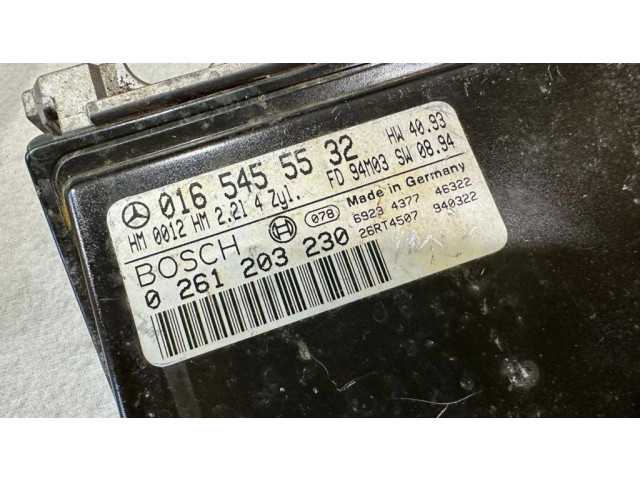 016 545 55 32 HW 40.93
HM 0012 HM 2.2l 4 Zyl. FD 94M03 SW 08.94
BOSCH 078 Made in Germany
0 261 203 230 6923 4377 46322
26RT4507 940322